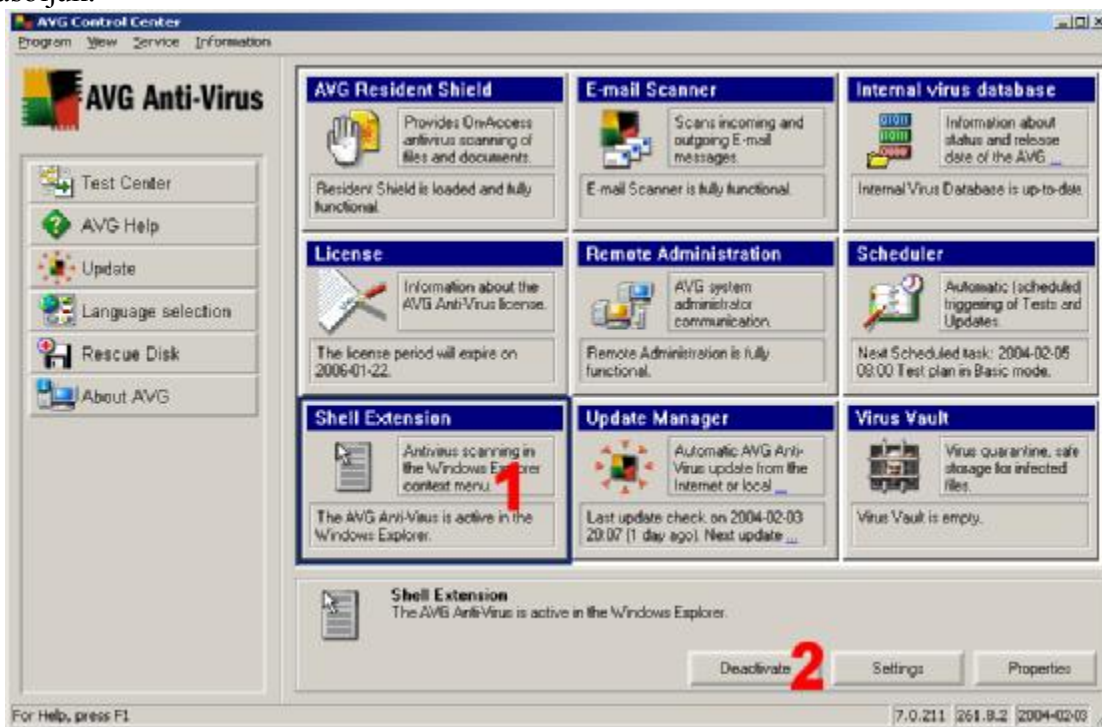 AVG Control Center
Program View Service Information
AVG Anti-Virus
Test Center
AVG Help
Update
Language selection
Rescue Disk
About AVG
AVG Resident Shield
Provides On-Access
antivirus scanning of
files and documents.
Resident Shield is loaded and fully
functional.
E-mail Scanner
Scans incoming and
outgoing E-mail
messages.
E-mail Scanner is fully functional.
Internal virus database
Information about
status and release
date of the AVG ...
Internal Virus Database is up-to-date.
License
Information about the
AVG Anti-Virus license.
The license period will expire on
2006-01-22.
Remote Administration
AVG system
administrator
communication.
Remote Administration is fully
functional.
Scheduler
Automatic (scheduled)
triggering of Tests and
Updates.
Next Scheduled task: 2004-02-05
08:00 Test plan in Basic mode.
Shell Extension
Antivirus scanning in
the Windows Explorer
context menu.
1
The AVG Anti-Virus is active in the
Windows Explorer.
Update Manager
Automatic AVG Anti-
Virus update from the
Internet or local ...
Last update check on 2004-02-03
20:07 (1 day ago). Next update ...
Virus Vault
Virus quarantine, safe
storage for infected
files.
Virus Vault is empty.
Shell Extension
The AVG Anti-Virus is active in the Windows Explorer.
Deactivate 2 Settings Properties
For Help, press F1 7.0.211 261.8.2 2004-02-03